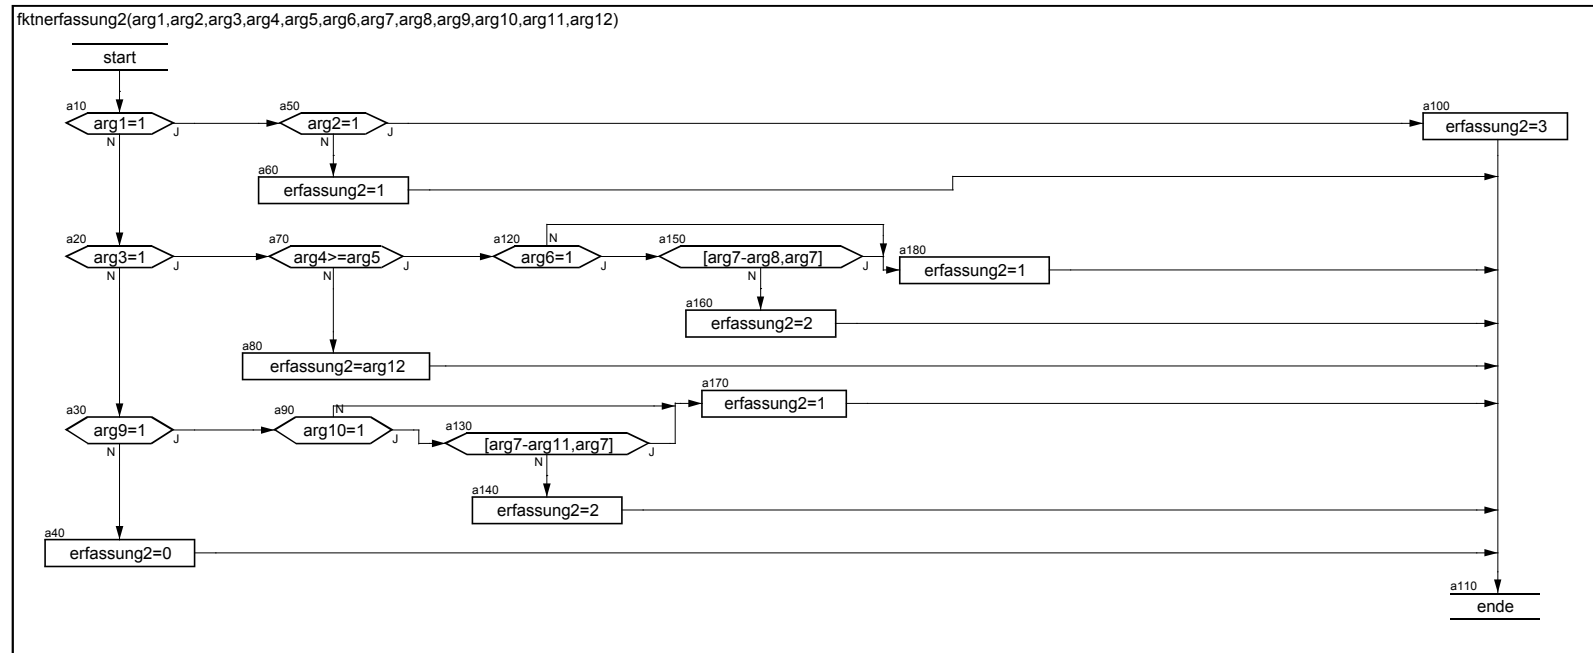 fktnerfassung2(arg1,arg2,arg3,arg4,arg5,arg6,arg7,arg8,arg9,arg10,arg11,arg12)
start
a10
arg1=1
J
N
a50
arg2=1
J
N
a100
erfassung2=3
a60
erfassung2=1
a20
arg3=1
J
N
a70
arg4>=arg5
J
N
a120
arg6=1
N
J
a150
[arg7-arg8,arg7]
J
N
a180
erfassung2=1
a160
erfassung2=2
a80
erfassung2=arg12
a30
arg9=1
J
N
a90
arg10=1
N
J
a130
[arg7-arg11,arg7]
J
N
a170
erfassung2=1
a140
erfassung2=2
a40
erfassung2=0
a110
ende